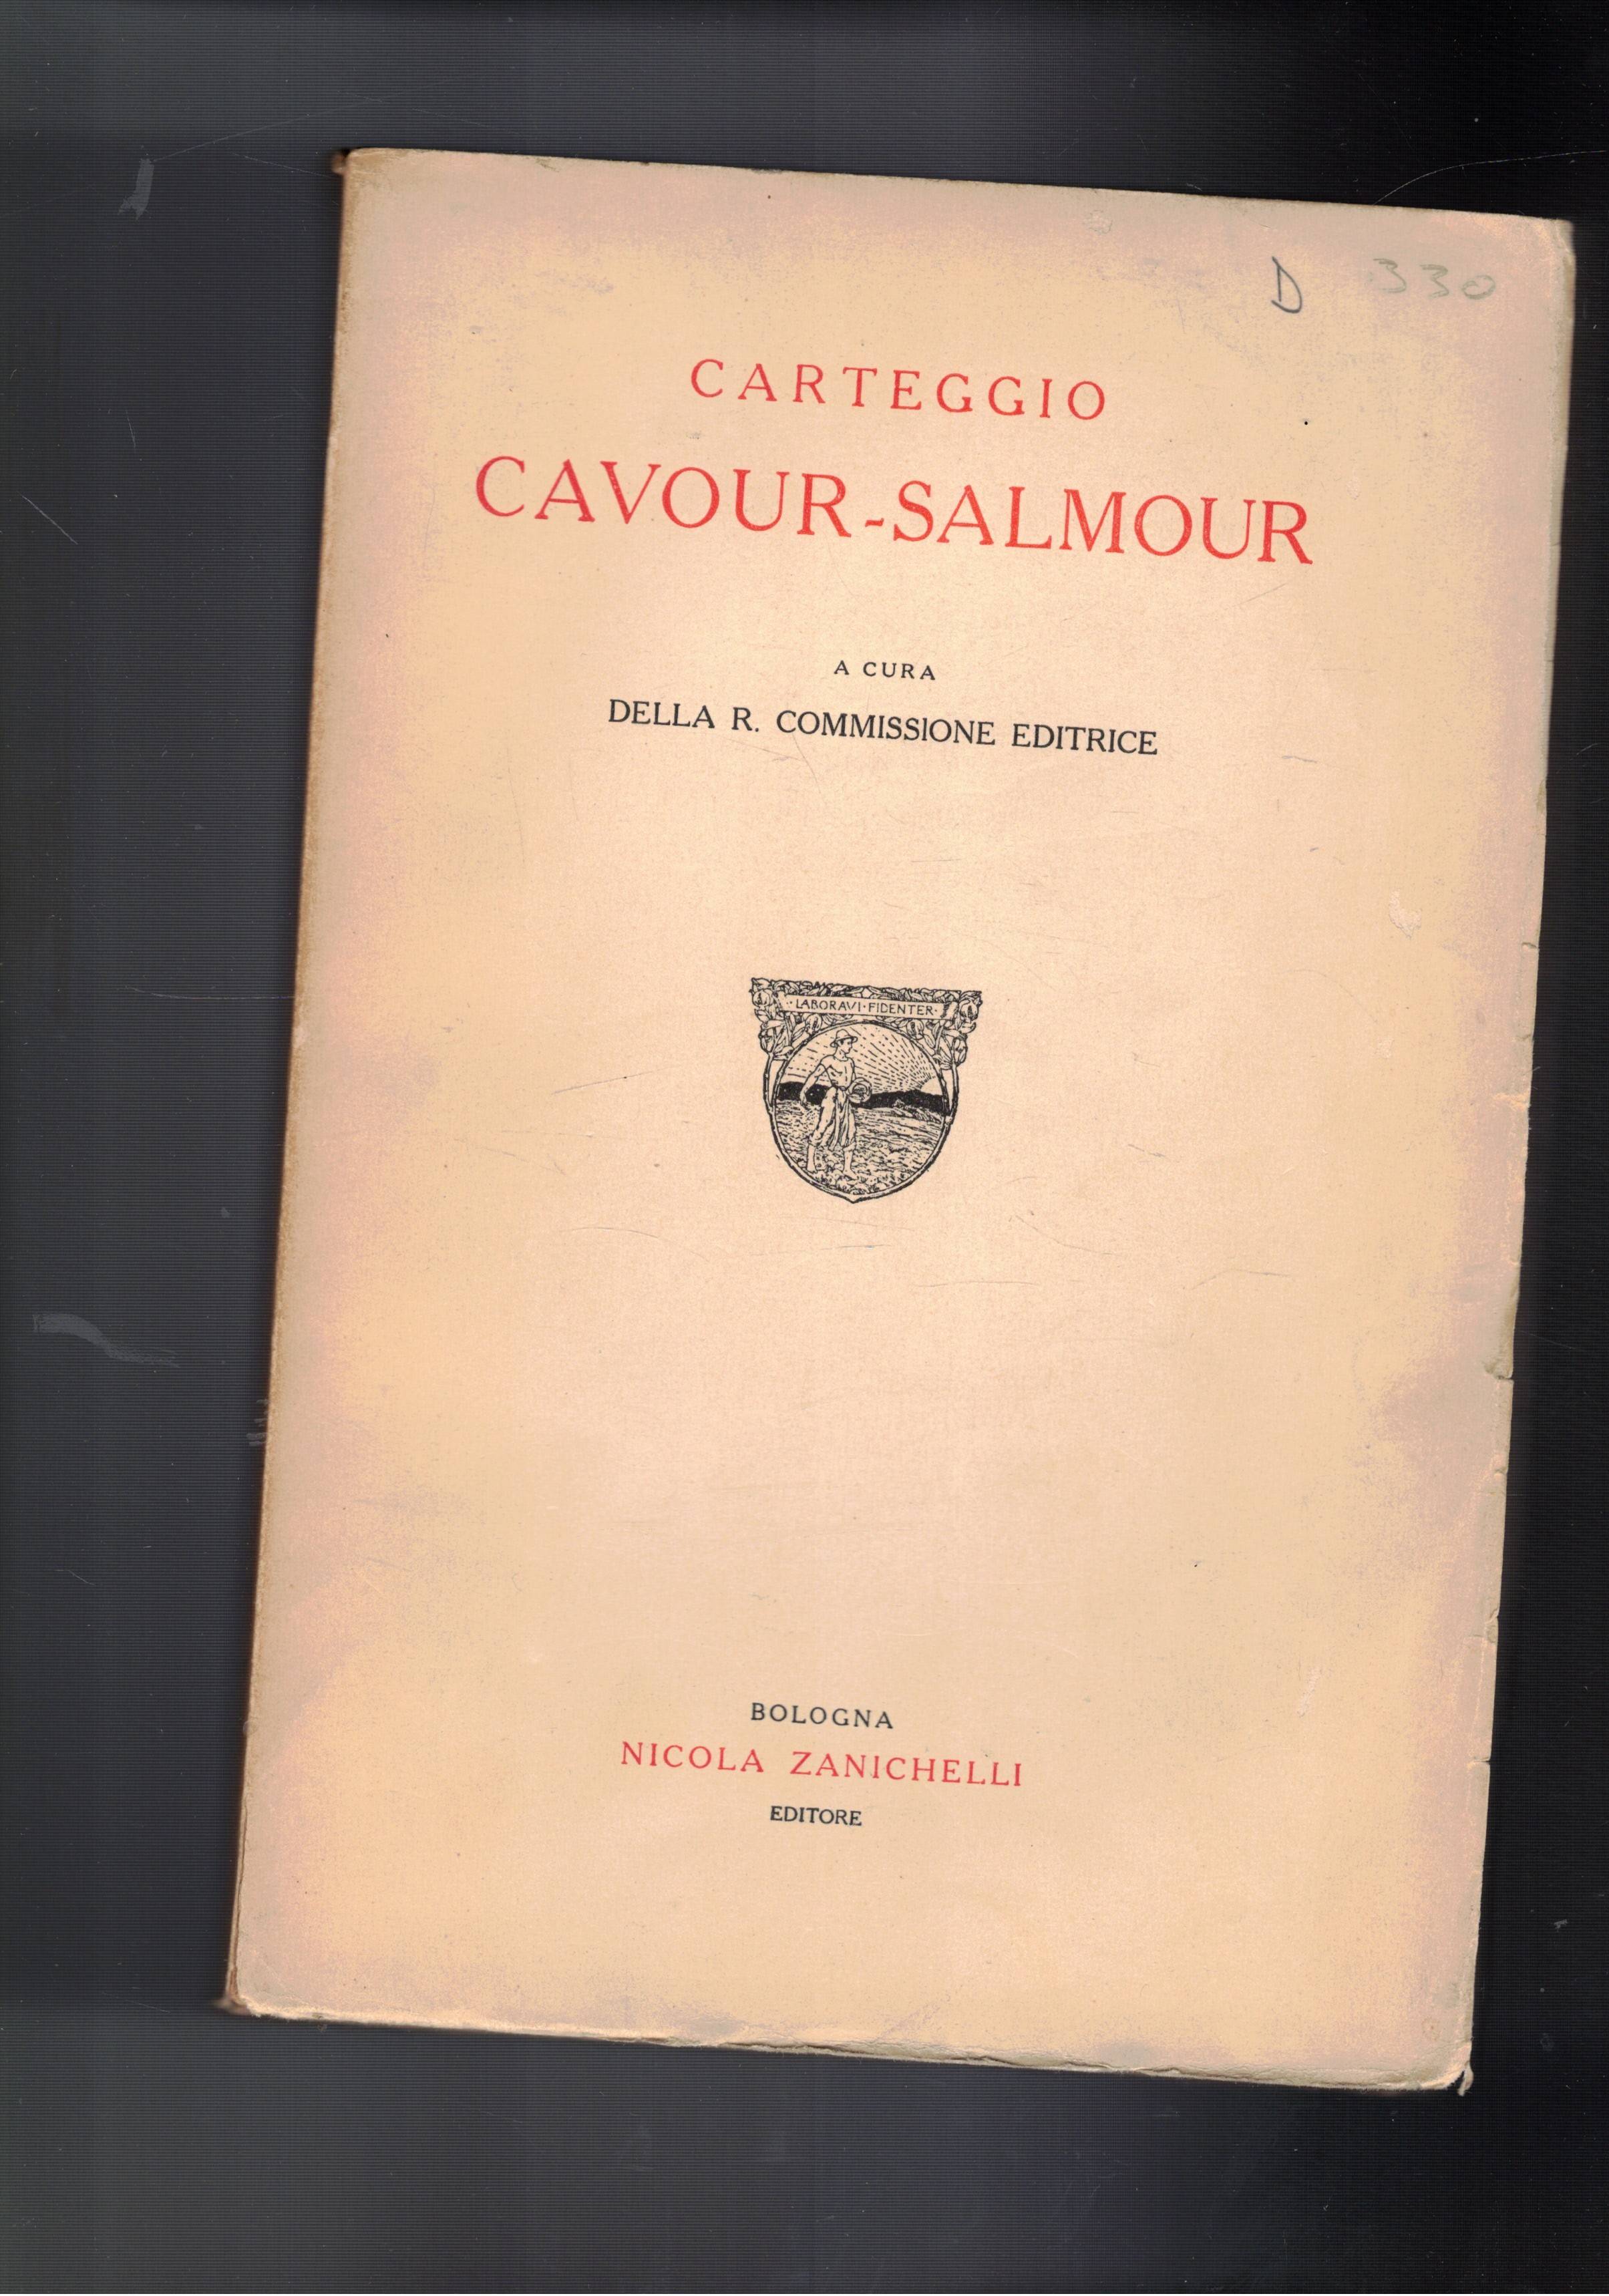 D 330
CARTEGGIO
CAVOUR-SALMOUR
A CURA
DELLA R. COMMISSIONE EDITRICE
·LABORAVI·FIDENTER·
BOLOGNA
NICOLA ZANICHELLI
EDITORE